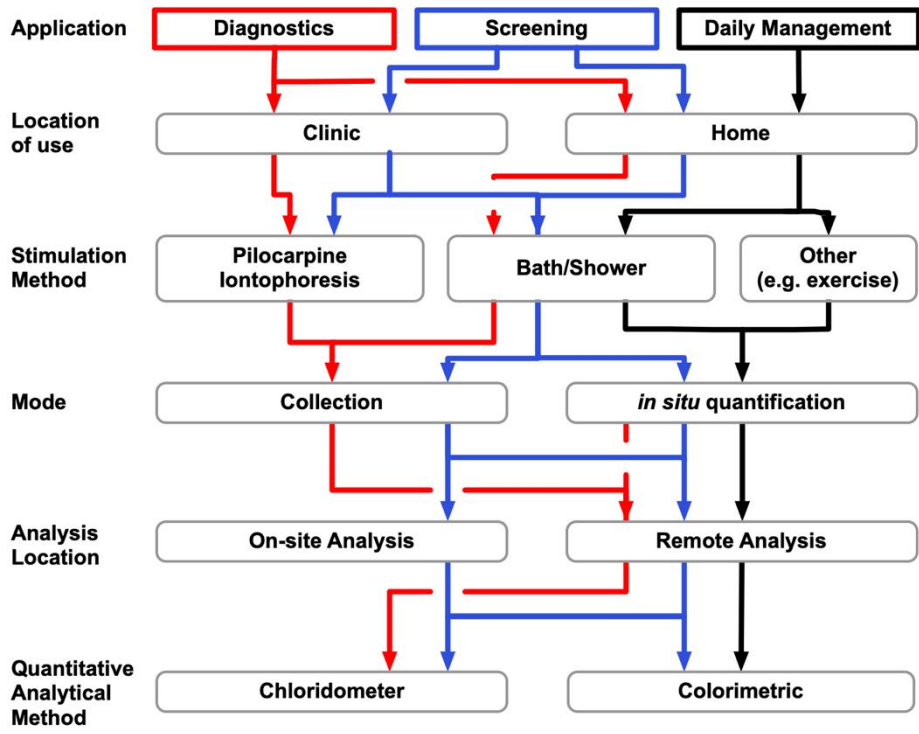 Application
Diagnostics
Screening
Daily Management
Location
of use
Clinic
Home
Stimulation
Method
Pilocarpine
Iontophoresis
Bath/Shower
Other
(e.g. exercise)
Mode
Collection
in situ quantification
Analysis
Location
On-site Analysis
Remote Analysis
Quantitative
Analytical
Method
Chloridometer
Colorimetric